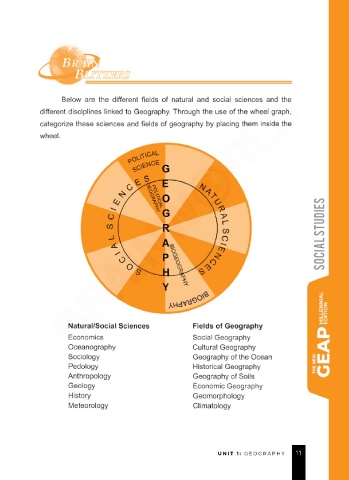 BRAIN
BLITZERS
Below are the different fields of natural and social sciences and the
different disciplines linked to Geography. Through the use of the wheel graph,
categorize these sciences and fields of geography by placing them inside the
wheel.
POLITICAL
SCIENCE
POLITICAL
GEOGRAPHY
SOCIAL SCIENCES
GEOGRAPHY
NATURAL SCIENCES
BIOGEOGRAPHY
BIOGRAPHY
Natural/Social Sciences
Economics
Oceanography
Sociology
Pedology
Anthropology
Geology
History
Meteorology
Fields of Geography
Social Geography
Cultural Geography
Geography of the Ocean
Historical Geography
Geography of Soils
Economic Geography
Geomorphology
Climatology
SOCIAL STUDIES
THE NEW
GEAP
MILLENNIAL
EDITION
UNIT 1: GEOGRAPHY 11